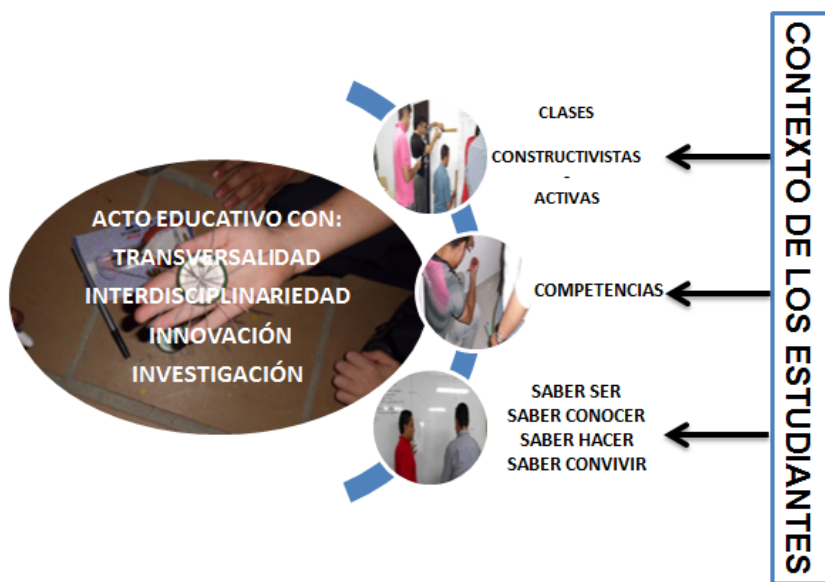 ACTO EDUCATIVO CON:
TRANSVERSALIDAD
INTERDISCIPLINARIEDAD
INNOVACIÓN
INVESTIGACIÓN
CLASES
CONSTRUCTIVISTAS
-
ACTIVAS
COMPETENCIAS
SABER SER
SABER CONOCER
SABER HACER
SABER CONVIVIR
CONTEXTO DE LOS ESTUDIANTES